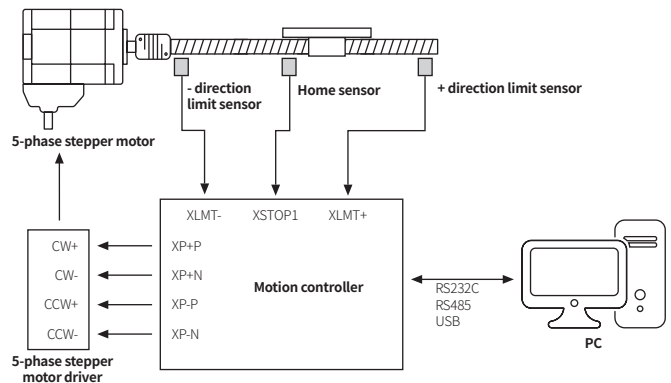 - direction
limit sensor
Home sensor
+ direction limit sensor
5-phase stepper motor
XLMT-
XSTOP1
XLMT+
CW+
XP+P
CW-
XP+N
Motion controller
CCW+
XP-P
CCW-
XP-N
RS232C
RS485
USB
PC
5-phase stepper
motor driver